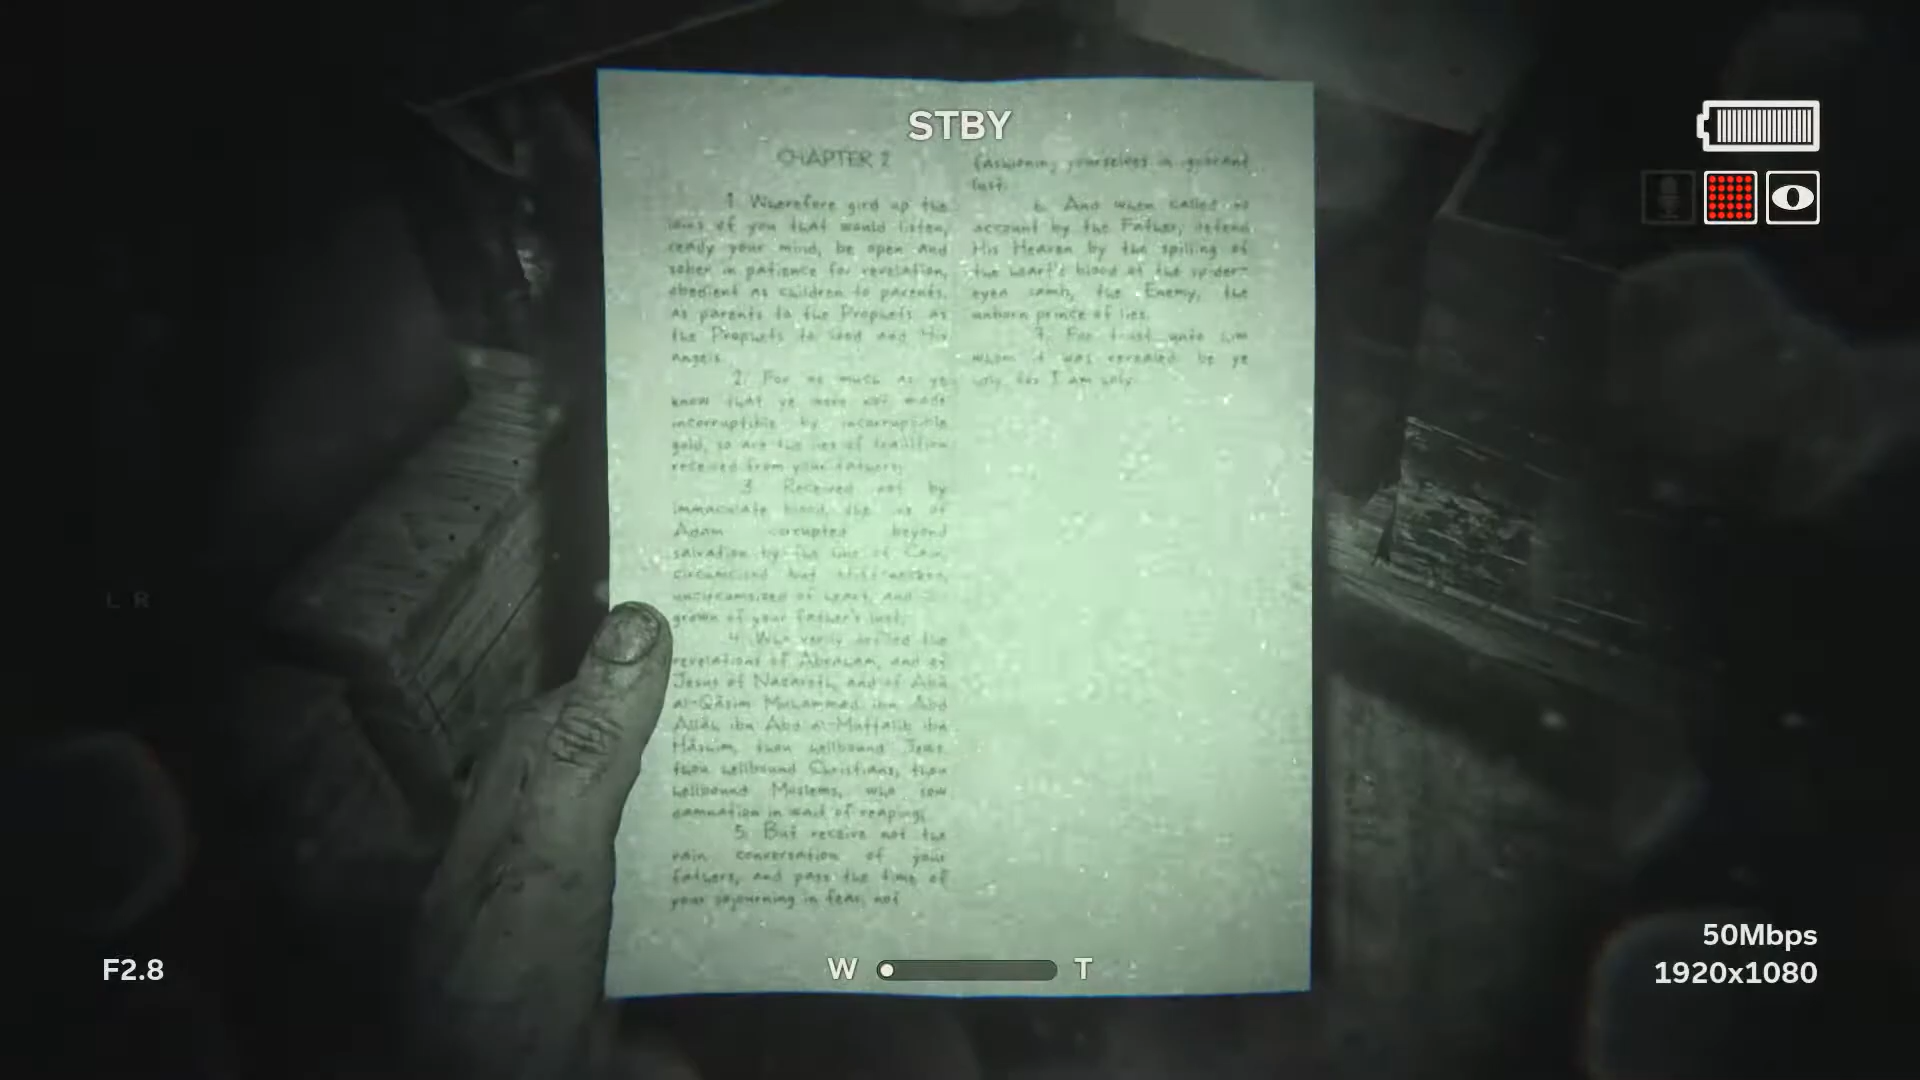 STBY
CHAPTER 2
1. Wherefore gird up the
loins of you that would listen,
ready your mind, be open and
sober in patience for revelation,
obedient as children to parents,
as parents to the Prophets as
the Prophets to and His
angels.
2. For as much as ye
know that ye were not made
incorruptible by incorruptible
gold, so are the lies of tradition
received from your fathers;
3. Received not by
immaculate blood, the of
Adam corrupted beyond
salvation by the line of Cain,
circumcised but
uncircumcised of heart, and
grown of your father's lust;
4. Who verily defiled the
revelations of Abraham, and of
Jesus of Nazareth, and of Abū
al-Qāsim Muhammad ibn Abd
Allāh ibn Abd al-Muttalib ibn
Hāshim, thou hellbound Jews,
thou hellbound Christians, thou
hellbound Moslems, who sow
damnation in wait of reaping;
5. But receive not the
vain conversation of your
fathers, and pass the time of
your sojourning in fear, not
fashioning yourselves in
lust.
6. And when called to
account by the Father, defend
His Heaven by the spilling of
the heart's blood of the spider-
eyed lamb, the Enemy, the
unborn prince of lies.
7. For trust unto him
whom it was revealed be ye
holy, for I am holy.
L R
F2.8
W T
50Mbps
1920x1080